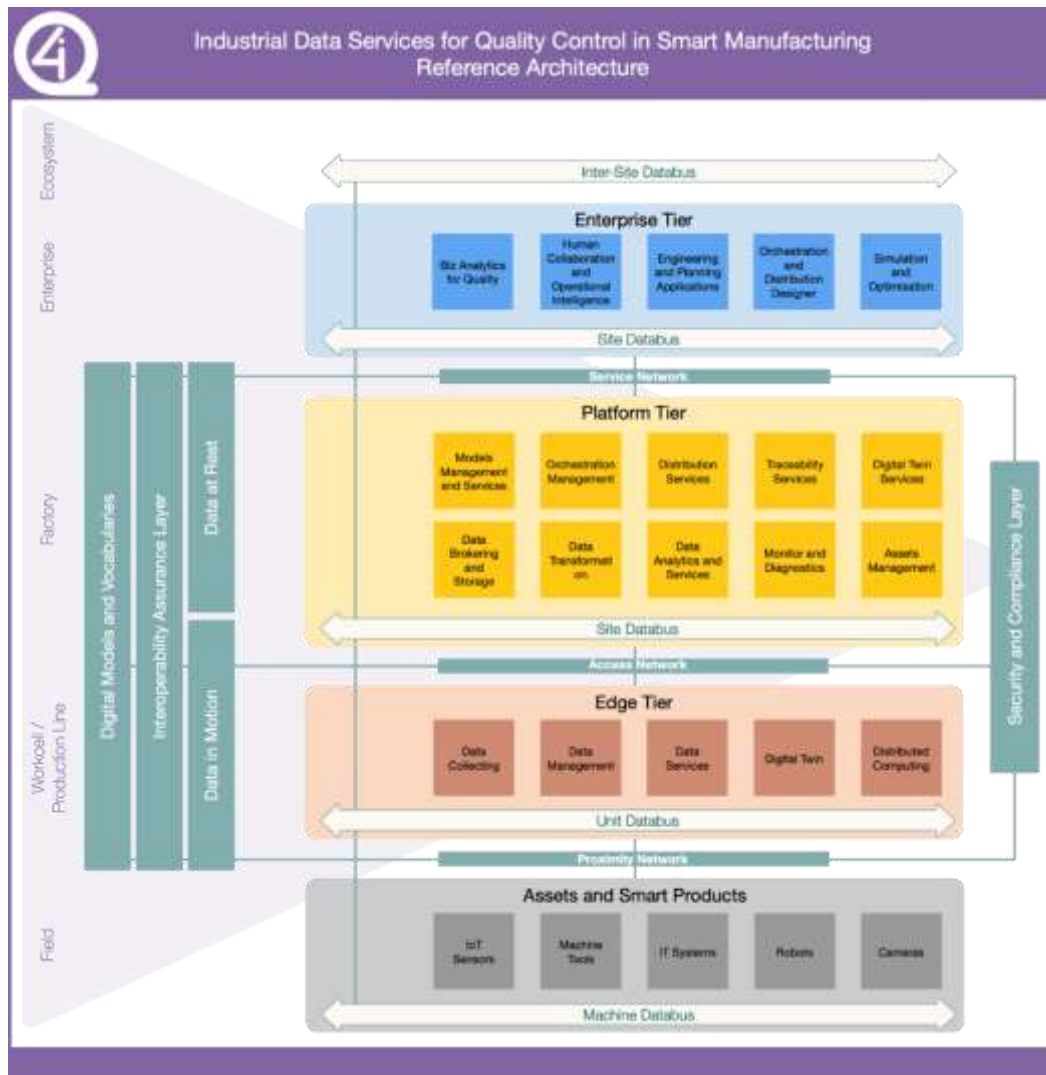 4i
Industrial Data Services for Quality Control in Smart Manufacturing
Reference Architecture
Ecosystem
Inter-Site Databus
Enterprise
Enterprise Tier
Biz Analytics
for Quality
Human
Collaboration
and
Operational
Intelligence
Engineering
and Planning
Applications
Orchestration
and
Distribution
Designer
Simulation
and
Optimisation
Site Databus
Service Network
Factory
Digital Models and Vocabularies
Interoperability Assurance Layer
Data at Rest
Data in Motion
Platform Tier
Models
Management
and Services
Orchestration
Management
Distribution
Services
Traceability
Services
Digital Twin
Services
Data
Brokering
and
Storage
Data
Transformati
on
Data
Analytics and
Services
Monitor and
Diagnostics
Assets
Management
Site Databus
Security and Compliance Layer
Access Network
Workcell /
Production Line
Edge Tier
Data
Collecting
Data
Management
Data
Services
Digital Twin
Distributed
Computing
Unit Databus
Proximity Network
Field
Assets and Smart Products
IoT
Sensors
Machine
Tools
IT Systems
Robots
Cameras
Machine Databus